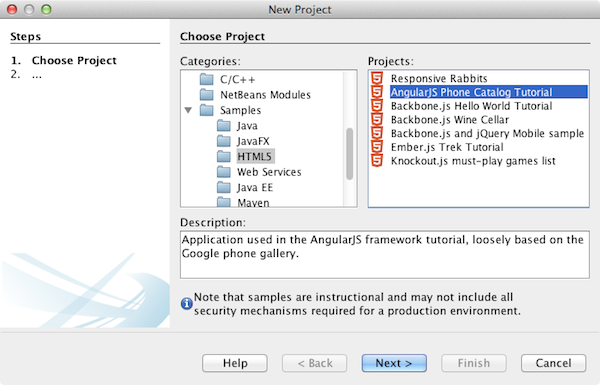 New Project
Steps
1. Choose Project
2. ...
Choose Project
Categories:
C/C++
NetBeans Modules
Samples
Java
JavaFX
HTML5
Web Services
Java EE
Maven
Projects:
Responsive Rabbits
AngularJS Phone Catalog Tutorial
Backbone.js Hello World Tutorial
Backbone.js Wine Cellar
Backbone.js and jQuery Mobile sample
Ember.js Trek Tutorial
Knockout.js must-play games list
Description:
Application used in the AngularJS framework tutorial, loosely based on the
Google phone gallery.
Note that samples are instructional and may not include all
security mechanisms required for a production environment.
Help
< Back
Next >
Finish
Cancel